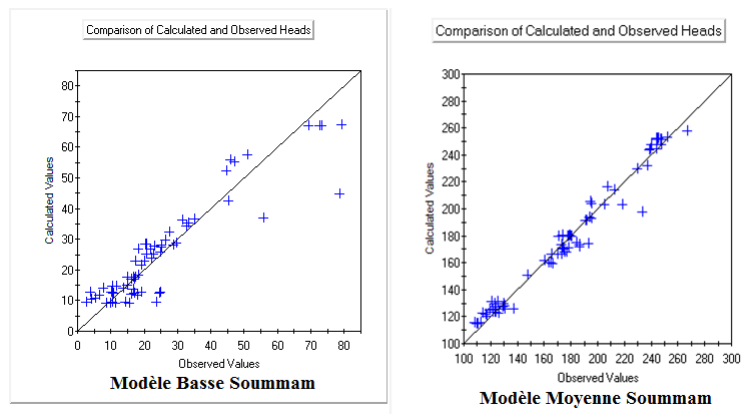 Comparison of Calculated and Observed Heads
Calculated Values
80
70
60
50
40
30
20
10
0
0 10 20 30 40 50 60 70 80
Observed Values
Modèle Basse Soummam
Comparison of Calculated and Observed Heads
Calculated Values
300
280
260
240
220
200
180
160
140
120
100
100 120 140 160 180 200 220 240 260 280 300
Observed Values
Modèle Moyenne Soummam